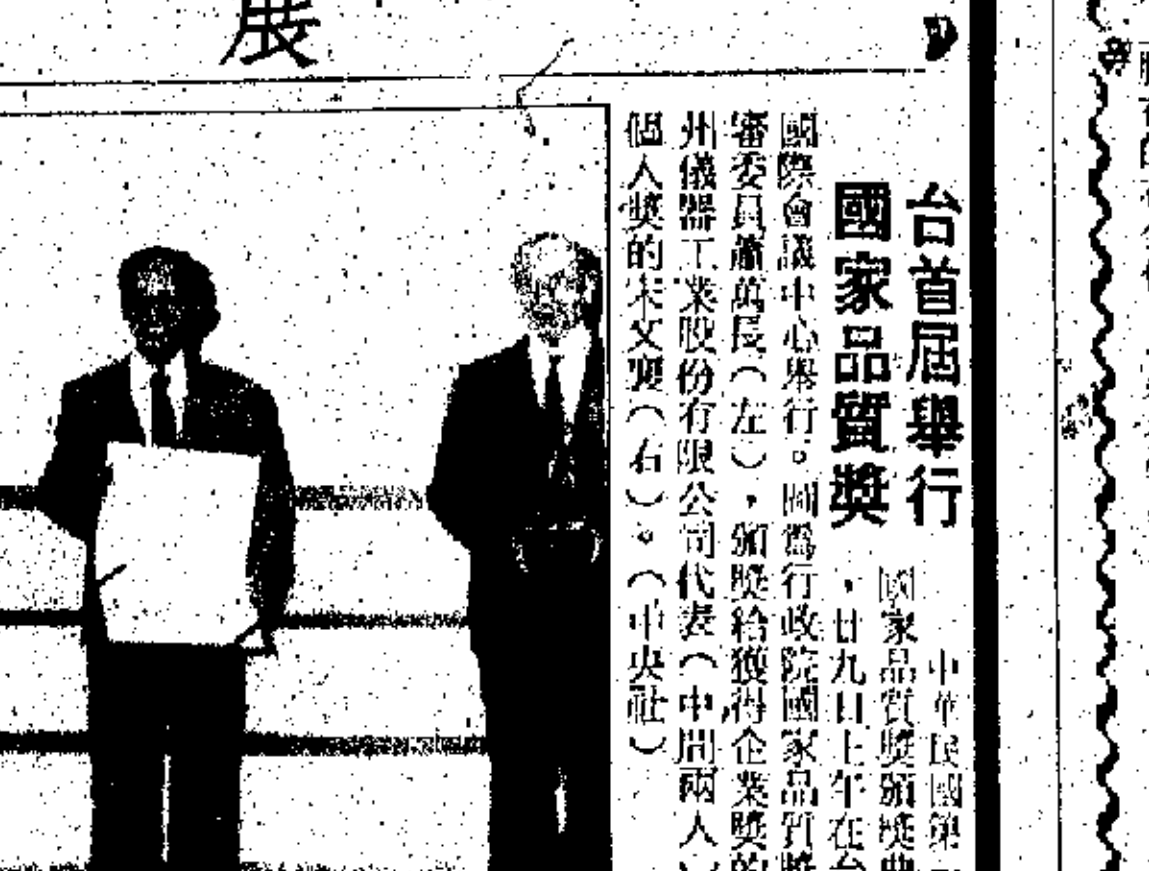 展
台首屆舉行
國家品質獎
中華民國第
國家品質獎頒獎典
，廿九日上午在台
國際會議中心舉行。圖為行政院國家品質獎
審委員蕭萬長（左），頒獎給獲得企業獎的
州儀器工業股份有限公司代表（中間兩人）
個人獎的宋文襄（右）。（中央社）